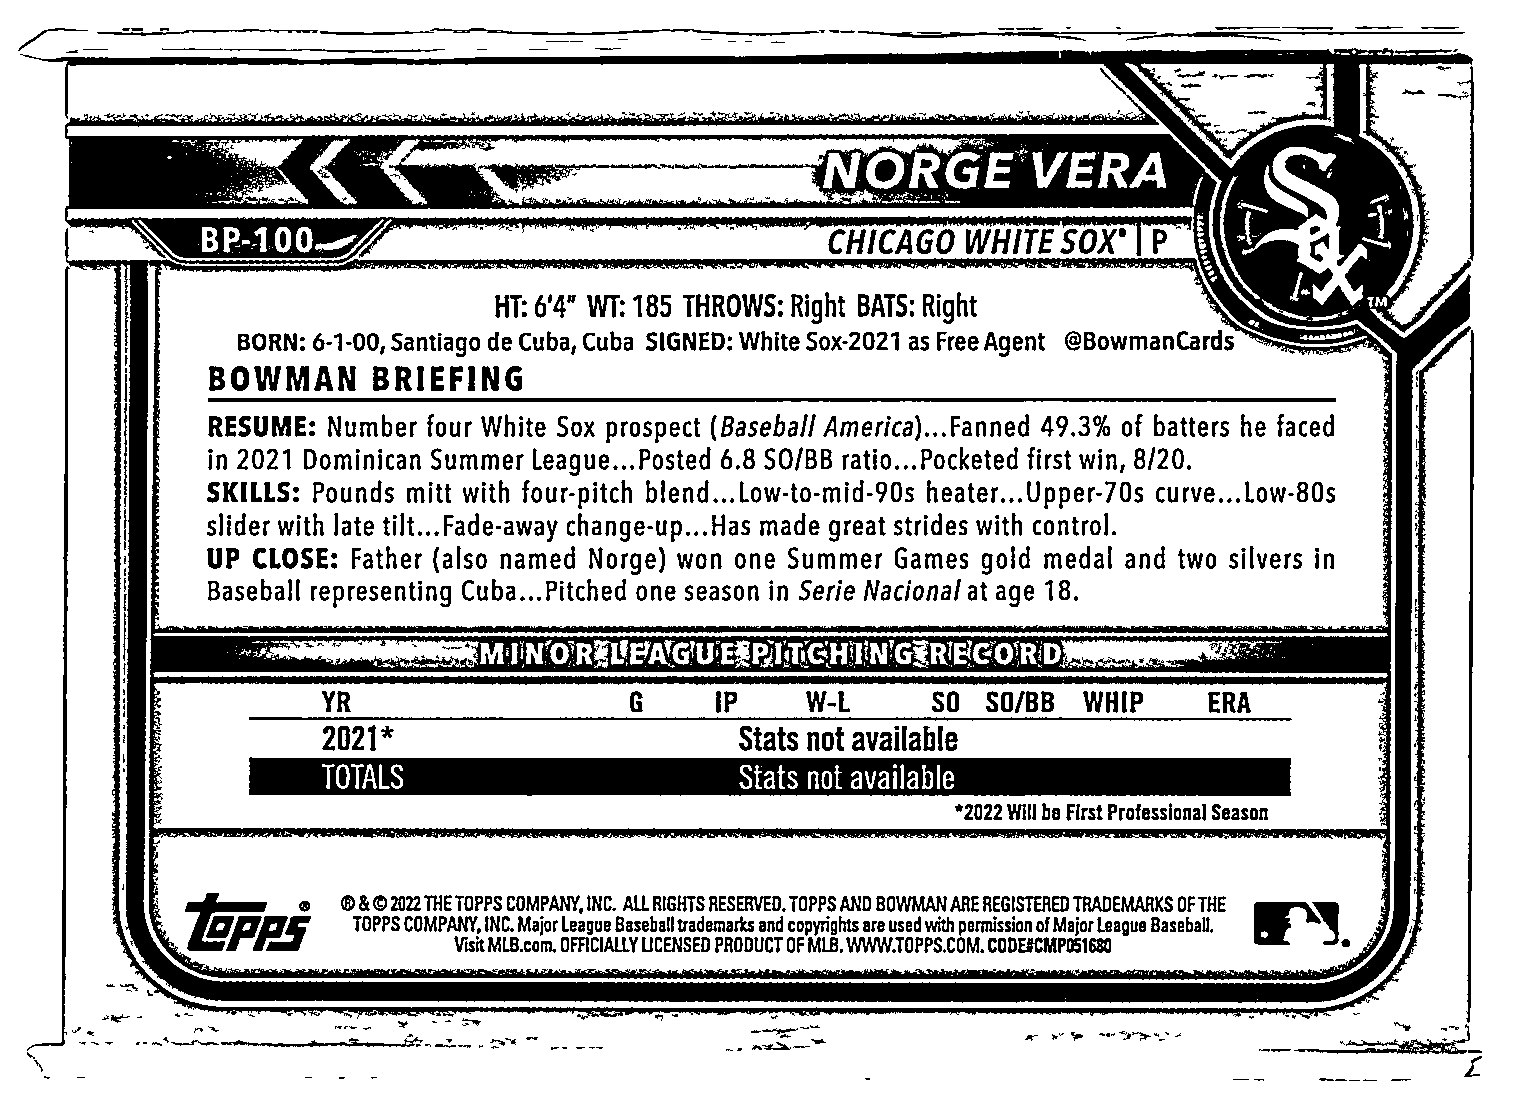 NORGE VERA
BP-100
CHICAGO WHITE SOX® | P
Sox
TM
HT: 6'4" WT: 185 THROWS: Right BATS: Right
BORN: 6-1-00, Santiago de Cuba, Cuba SIGNED: White Sox-2021 as Free Agent @BowmanCards
BOWMAN BRIEFING
RESUME: Number four White Sox prospect (Baseball America)...Fanned 49.3% of batters he faced
in 2021 Dominican Summer League...Posted 6.8 SO/BB ratio...Pocketed first win, 8/20.
SKILLS: Pounds mitt with four-pitch blend...Low-to-mid-90s heater...Upper-70s curve...Low-80s
slider with late tilt...Fade-away change-up...Has made great strides with control.
UP CLOSE: Father (also named Norge) won one Summer Games gold medal and two silvers in
Baseball representing Cuba...Pitched one season in Serie Nacional at age 18.
MINOR LEAGUE PITCHING RECORD
YR G IP W-L SO SO/BB WHIP ERA
2021* Stats not available
TOTALS Stats not available
*2022 Will be First Professional Season
topps ®
® & © 2022 THE TOPPS COMPANY, INC. ALL RIGHTS RESERVED. TOPPS AND BOWMAN ARE REGISTERED TRADEMARKS OF THE
TOPPS COMPANY, INC. Major League Baseball trademarks and copyrights are used with permission of Major League Baseball.
Visit MLB.com. OFFICIALLY LICENSED PRODUCT OF MLB. WWW.TOPPS.COM. CODE#CMP051680